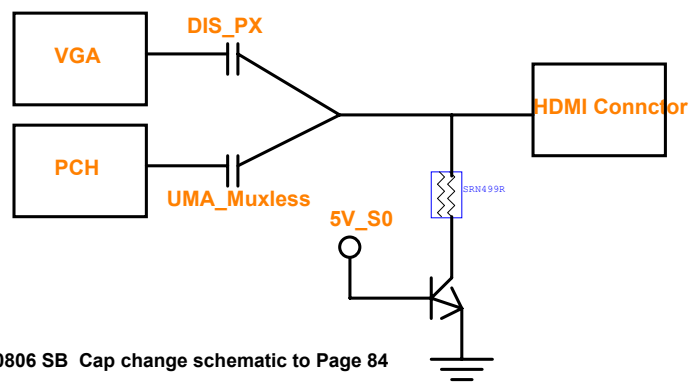 DIS_PX
VGA
HDMI Connctor
PCH
SRN499R
UMA_Muxless
5V_S0
0806 SB Cap change schematic to Page 84